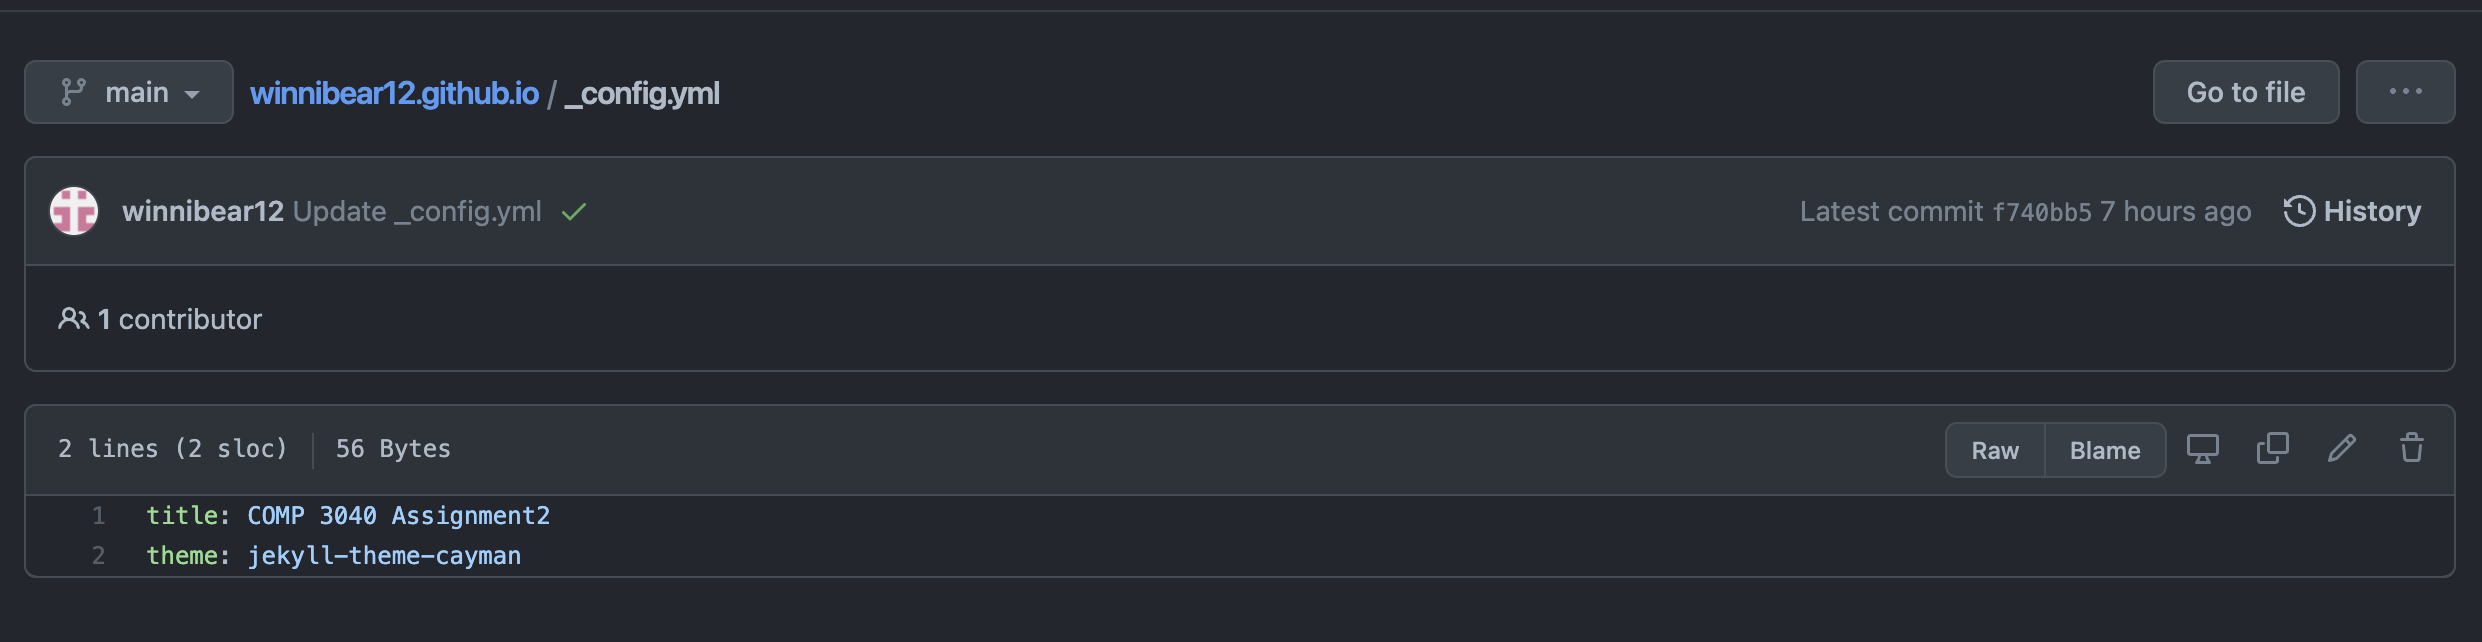 main
winnibear12.github.io / _config.yml
Go to file
winnibear12 Update _config.yml
Latest commit f740bb5 7 hours ago
History
1 contributor
2 lines (2 sloc)
56 Bytes
Raw
Blame
1 title: COMP 3040 Assignment2
2 theme: jekyll-theme-cayman